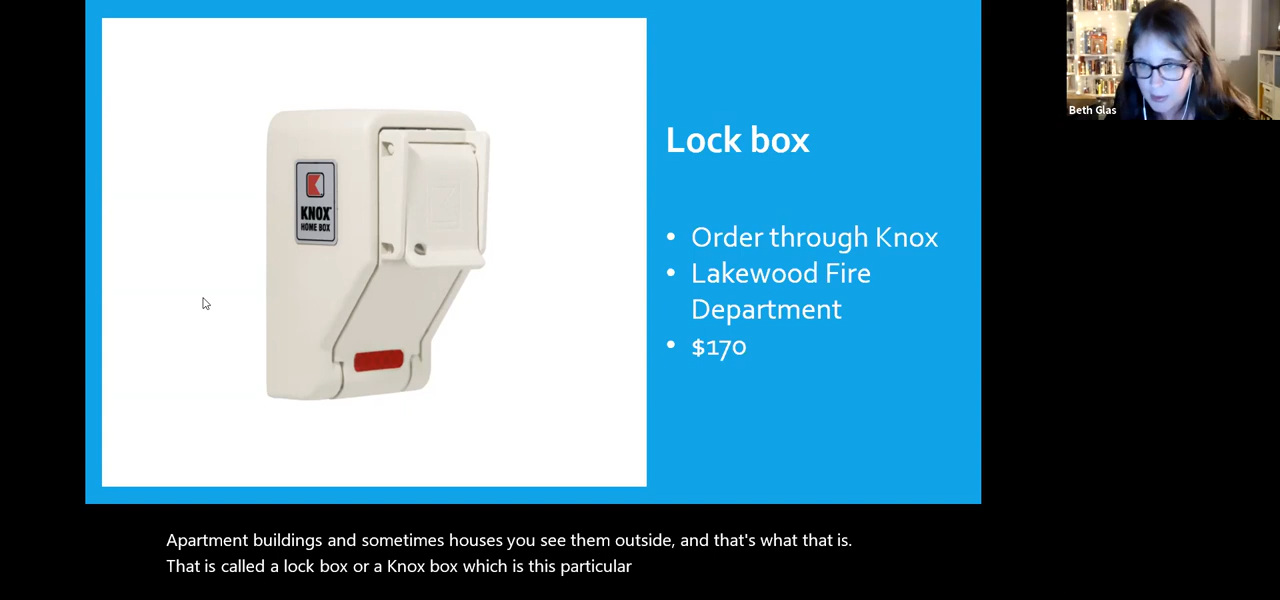 KNOX
HOME BOX
Lock box
• Order through Knox
• Lakewood Fire
Department
• $170
Beth Glas
Apartment buildings and sometimes houses you see them outside, and that's what that is.
That is called a lock box or a Knox box which is this particular